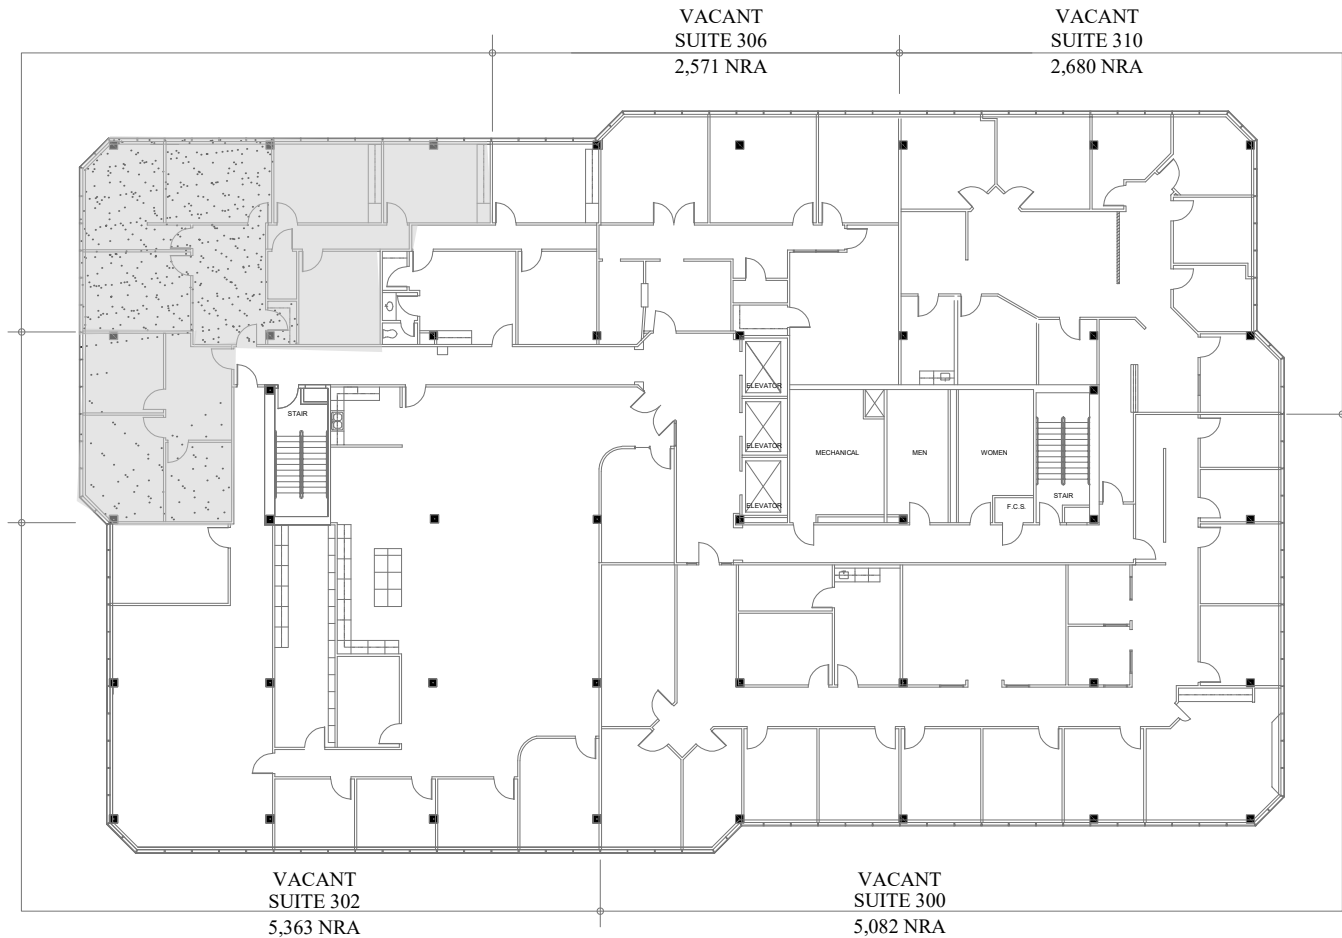 VACANT
SUITE 306
2,571 NRA
VACANT
SUITE 310
2,680 NRA
ELEVATOR
STAIR
ELEVATOR
MECHANICAL
MEN
WOMEN
STAIR
ELEVATOR
F.C.S.
VACANT
SUITE 302
5,363 NRA
VACANT
SUITE 300
5,082 NRA